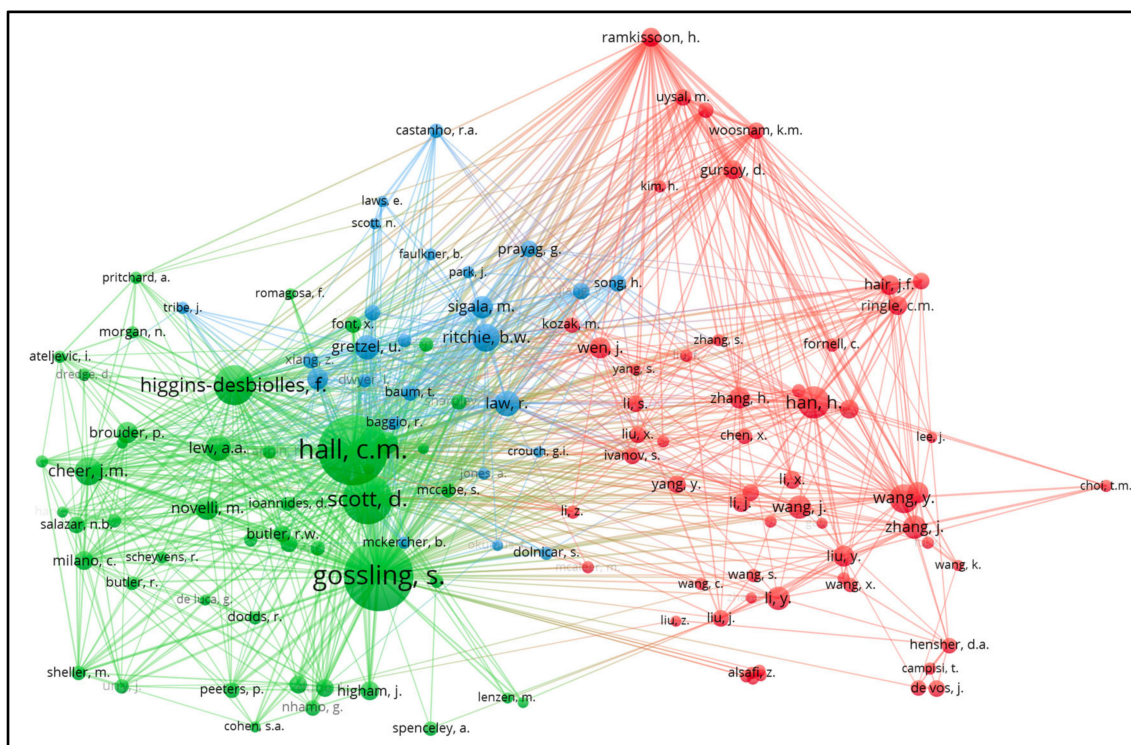 ramkissoon, h.
uysal, m.
castanho, r.a.
woosnam, k.m.
gursoy, d.
kim, h.
laws, e.
scott, n.
faulkner, b.
prayag, g.
park, j.
pritchard, a.
song, h.
hair, j.f.
romagosa, f.
tribe, j.
sigala, m.
ringle, c.m.
font, x.
kozak, m.
morgan, n.
ritchie, b.w.
zhang, s.
fornell, c.
gretzel, u.
wen, j.
ateljevic, i.
xiang, z.
yang, s.
dredge, d.
dwyer, l.
higgins-desbiolles, f.
baum, t.
zhang, h.
han, h.
law, r.
li, s.
baggio, r.
brouder, p.
liu, x.
chen, x.
lee, j.
lew, a.a.
hall, c.m.
crouch, g.i.
ivanov, s.
cheer, j.m.
jones, a.
li, x.
yang, y.
choi, t.m.
mccabe, s.
li, j.
scott, d.
wang, y.
ioannides, d.
novelli, m.
wang, j.
li, z.
salazar, n.b.
zhang, j.
butler, r.w.
mckercher, b.
dolnicar, s.
scheyvens, r.
milano, c.
liu, y.
wang, k.
gossling, s.
wang, s.
butler, r.
wang, c.
wang, x.
de luca, g.
li, y.
dodds, r.
liu, z.
liu, j.
hensher, d.a.
sheller, m.
alsafi, z.
campisi, t.
urry, j.
peeters, p.
higham, j.
de vos, j.
lenzen, m.
nhamo, g.
cohen, s.a.
spenceley, a.